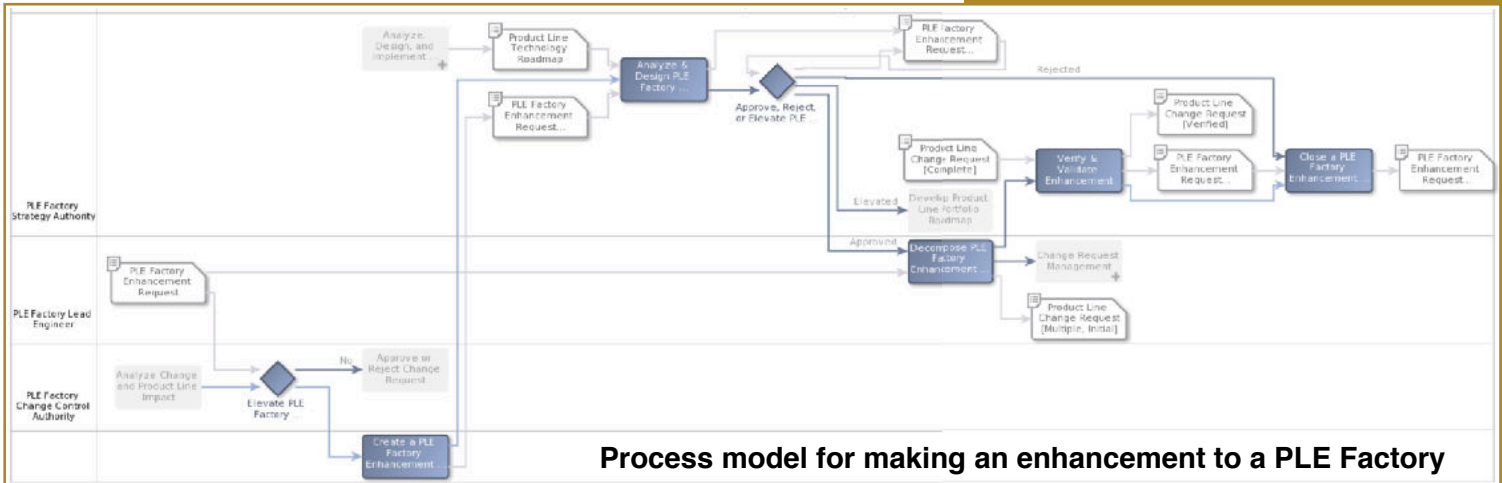 Analyze,
Design, and
Implement ...
Product Line
Technology
Roadmap
PLE Factory
Enhancement
Request...
Analyze &
Design PLE
Factory ...
Approve, Reject,
or Elevate PLE ...
PLE Factory
Enhancement
Request...
Rejected
Product Line
Change Request
[Verified]
Product Line
Change Request
[Complete]
Verify &
Validate
Enhancement
PLE Factory
Enhancement
Request...
Close a PLE
Factory
Enhancement ...
PLE Factory
Enhancement
Request...
Elevated
Develop Product
Line Portfolio
Roadmap
PLE Factory
Strategy Authority
Approved
Decompose PLE
Factory
Enhancement ...
Change Request
Management
PLE Factory
Enhancement
Request
Product Line
Change Request
[Multiple, Initial]
PLE Factory Lead
Engineer
Analyze Change
and Product Line
Impact
No
Approve or
Reject Change
Request
Elevate PLE
Factory ...
PLE Factory
Change Control
Authority
Create a PLE
Factory
Enhancement ...
Process model for making an enhancement to a PLE Factory